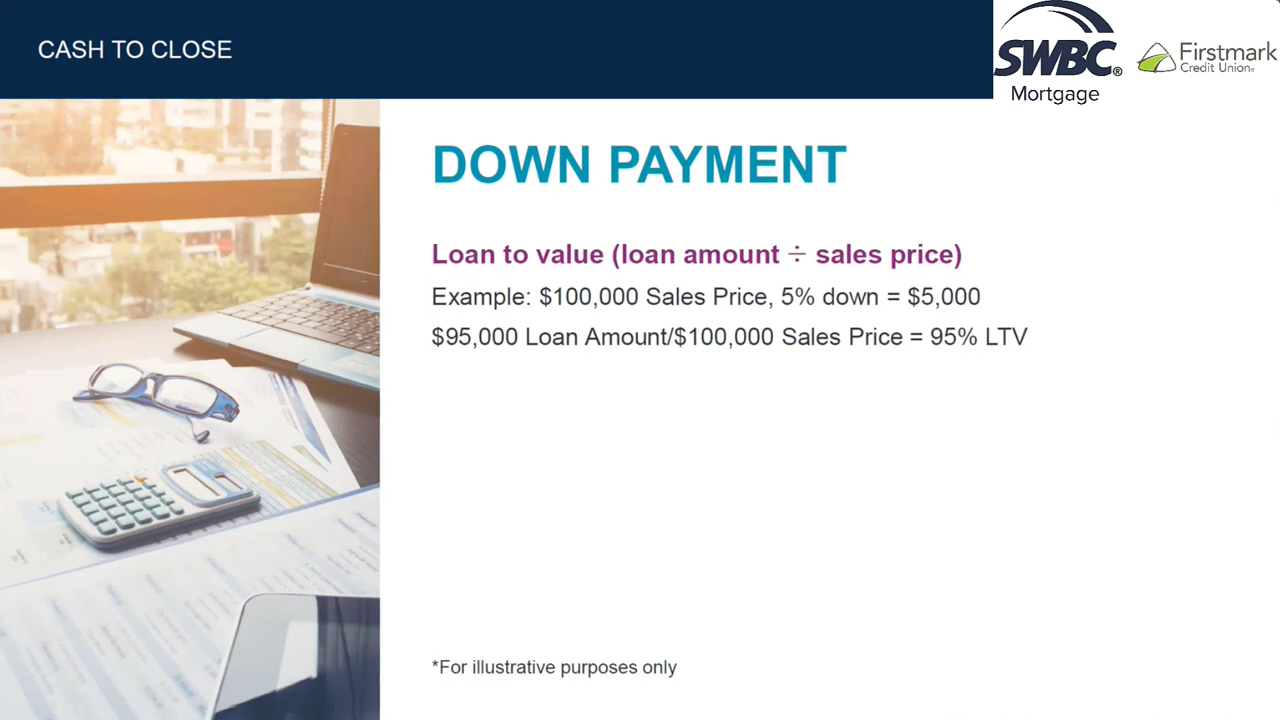 CASH TO CLOSE
SWBC®
Mortgage
Firstmark
Credit Union®
DOWN PAYMENT
Loan to value (loan amount ÷ sales price)
Example: $100,000 Sales Price, 5% down = $5,000
$95,000 Loan Amount/$100,000 Sales Price = 95% LTV
*For illustrative purposes only